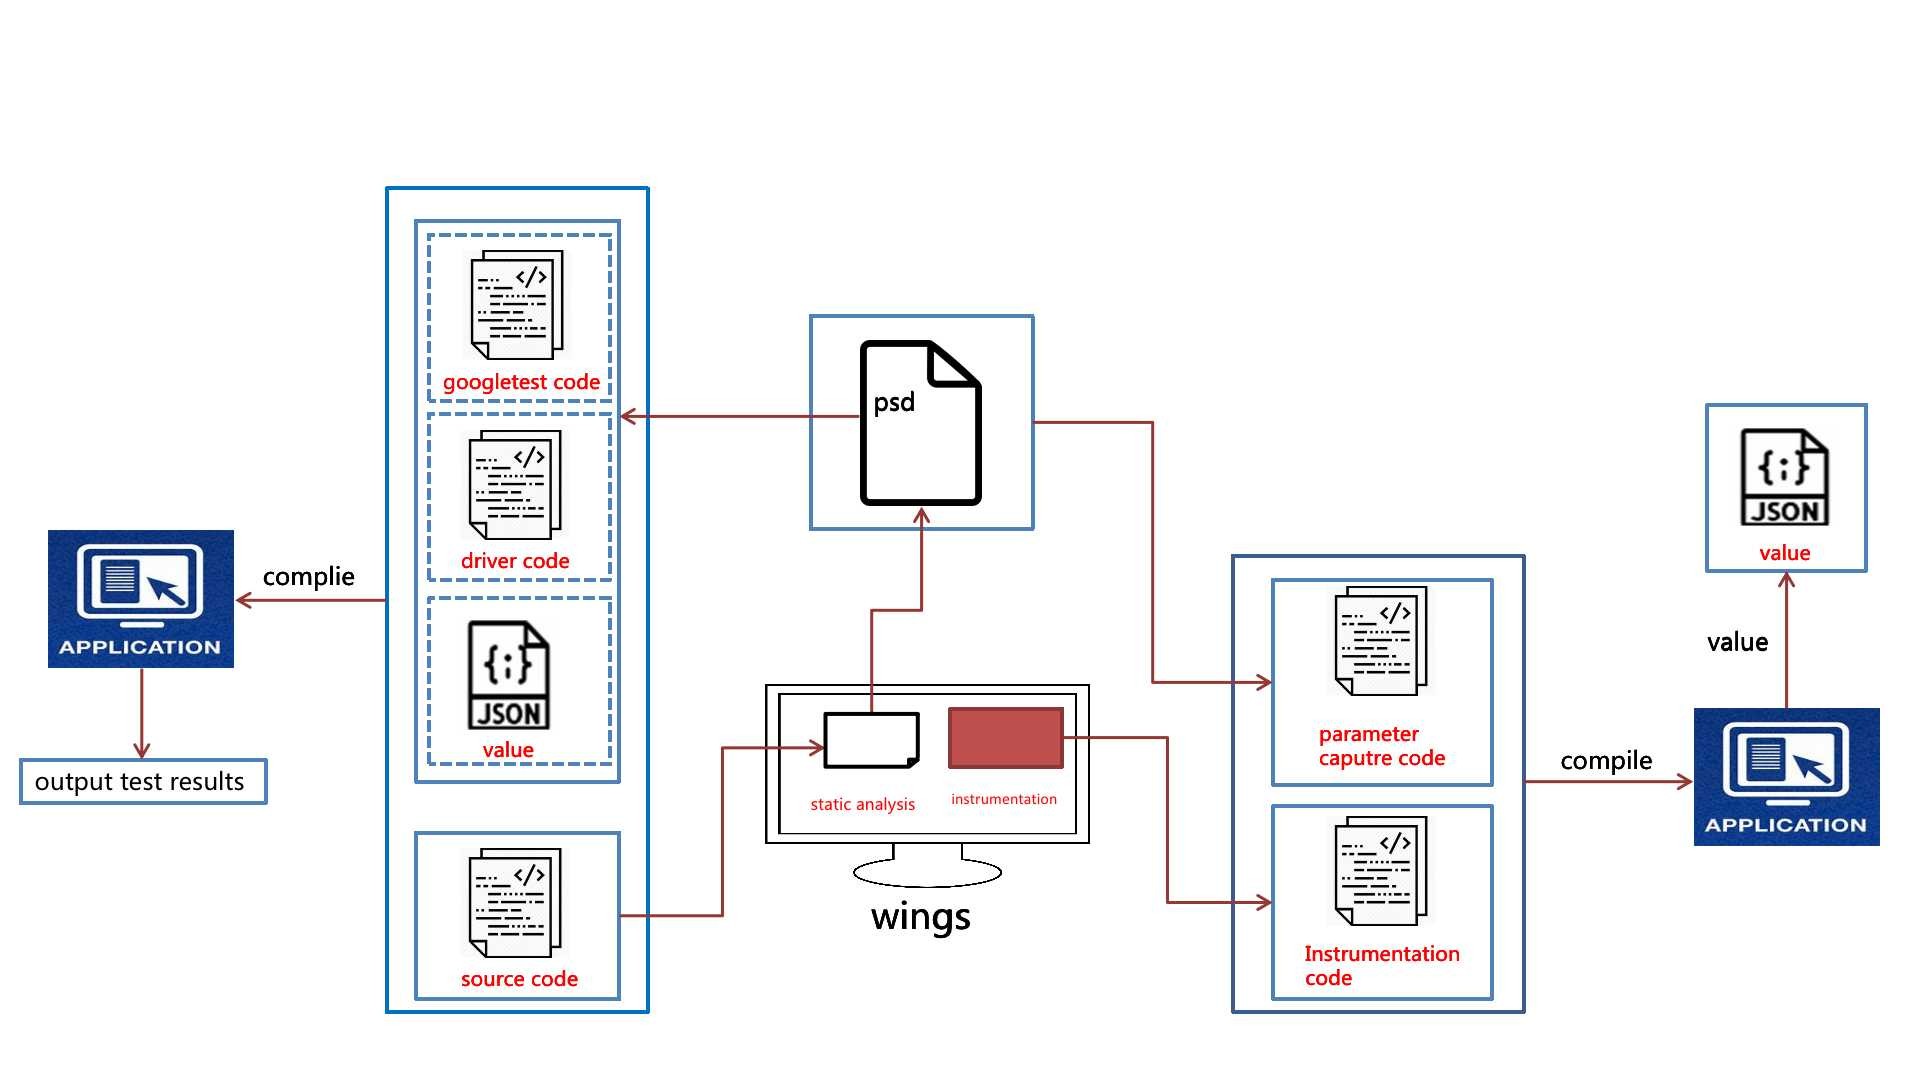 googletest code
driver code
value
source code
complie
APPLICATION
output test results
psd
static analysis
instrumentation
wings
parameter
caputre code
Instrumentation
code
compile
APPLICATION
value
value
JSON
JSON